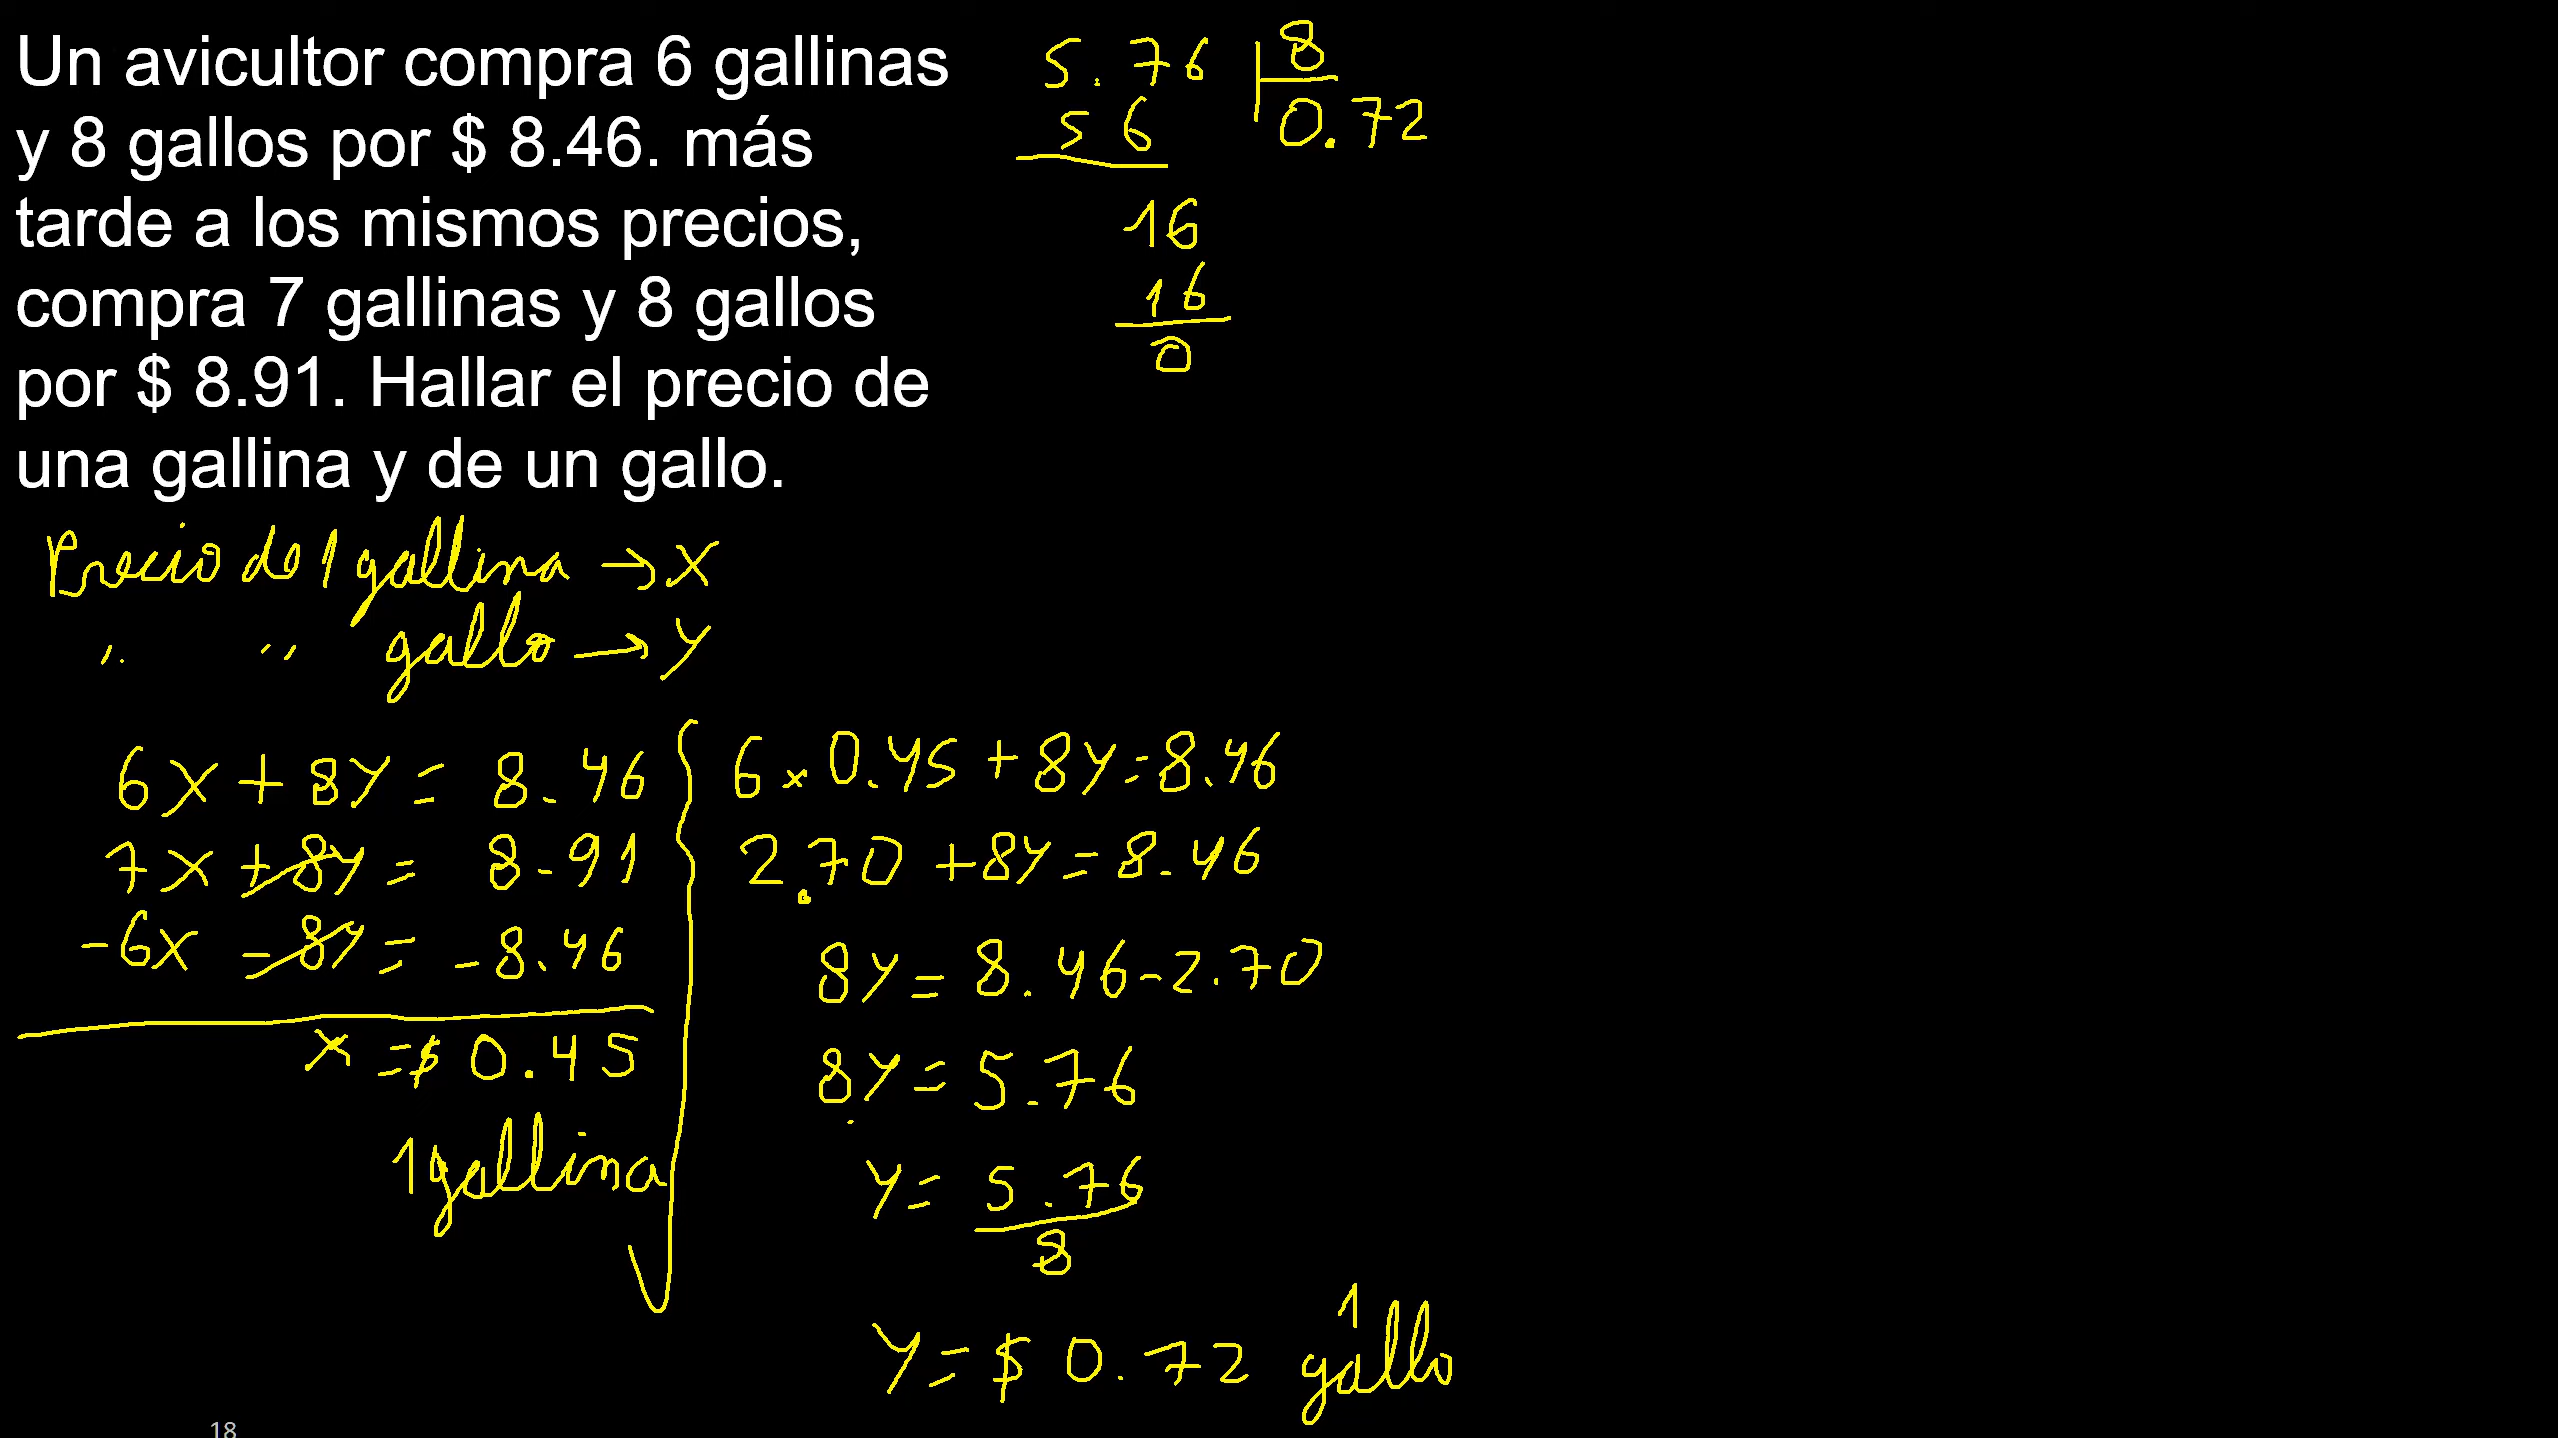 Un avicultor compra 6 gallinas
y 8 gallos por $ 8.46. más
tarde a los mismos precios,
compra 7 gallinas y 8 gallos
por $ 8.91. Hallar el precio de
una gallina y de un gallo.
5.76 8
56 0.72
16
16
0
Precio de 1 gallina → x
" " gallo → y
6x + 8y = 8.46
7x + 8y = 8.91
-6x - 8y = -8.46
x = $ 0.45
1 gallina
6 x 0.45 + 8y = 8.46
2.70 + 8y = 8.46
8y = 8.46 - 2.70
8y = 5.76
y = 5.76
8
y = $ 0.72 1 gallo
18